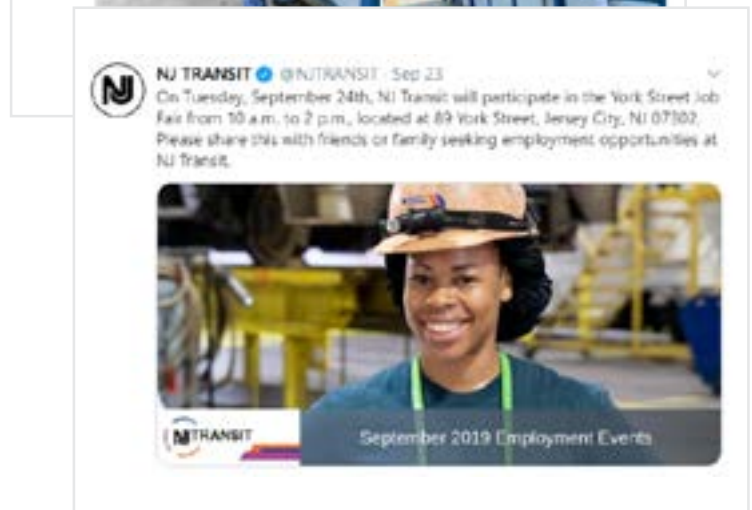 NJ TRANSIT @NJTRANSIT · Sep 23
On Tuesday, September 24th, NJ Transit will participate in the York Street Job
Fair from 10 a.m. to 2 p.m., located at 89 York Street, Jersey City, NJ 07302.
Please share this with friends or family seeking employment opportunities at
NJ Transit.
NJ TRANSIT
September 2019 Employment Events